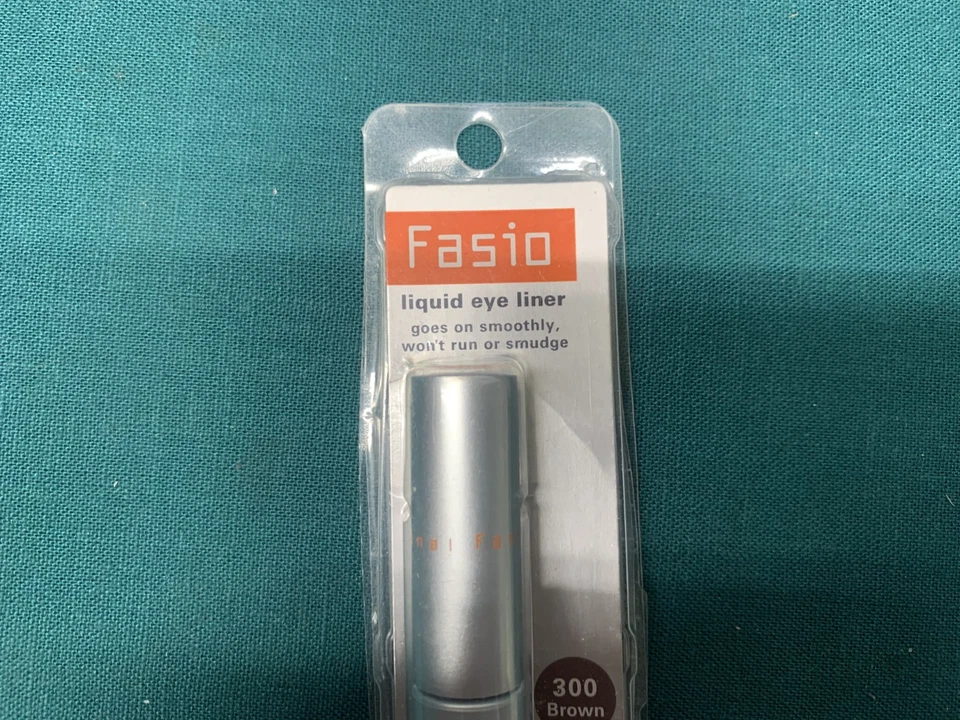 Fasio
liquid eye liner
goes on smoothly,
won't run or smudge
300
Brown